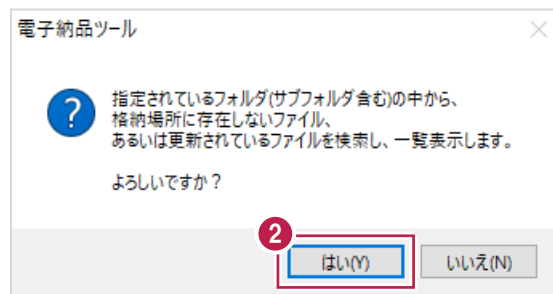 電子納品ツール
指定されているフォルダ(サブフォルダ含む)の中から、
格納場所に存在しないファイル、
あるいは更新されているファイルを検索し、一覧表示します。
よろしいですか?
2
はい(Y)
いいえ(N)